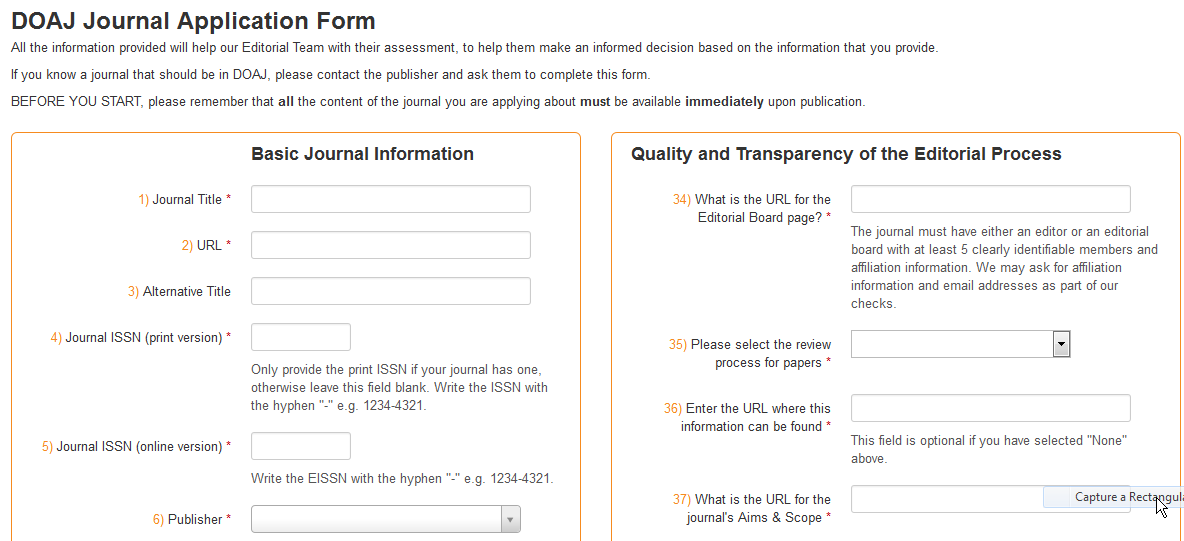 DOAJ Journal Application Form
All the information provided will help our Editorial Team with their assessment, to help them make an informed decision based on the information that you provide.
If you know a journal that should be in DOAJ, please contact the publisher and ask them to complete this form.
BEFORE YOU START, please remember that all the content of the journal you are applying about must be available immediately upon publication.
Basic Journal Information
1) Journal Title *
2) URL *
3) Alternative Title
4) Journal ISSN (print version) *
Only provide the print ISSN if your journal has one,
otherwise leave this field blank. Write the ISSN with
the hyphen "-" e.g. 1234-4321.
5) Journal ISSN (online version) *
Write the EISSN with the hyphen "-" e.g. 1234-4321.
6) Publisher *
Quality and Transparency of the Editorial Process
34) What is the URL for the
Editorial Board page? *
The journal must have either an editor or an editorial
board with at least 5 clearly identifiable members and
affiliation information. We may ask for affiliation
information and email addresses as part of our
checks.
35) Please select the review
process for papers *
36) Enter the URL where this
information can be found *
This field is optional if you have selected "None"
above.
37) What is the URL for the
journal's Aims & Scope *
Capture a Rectangula